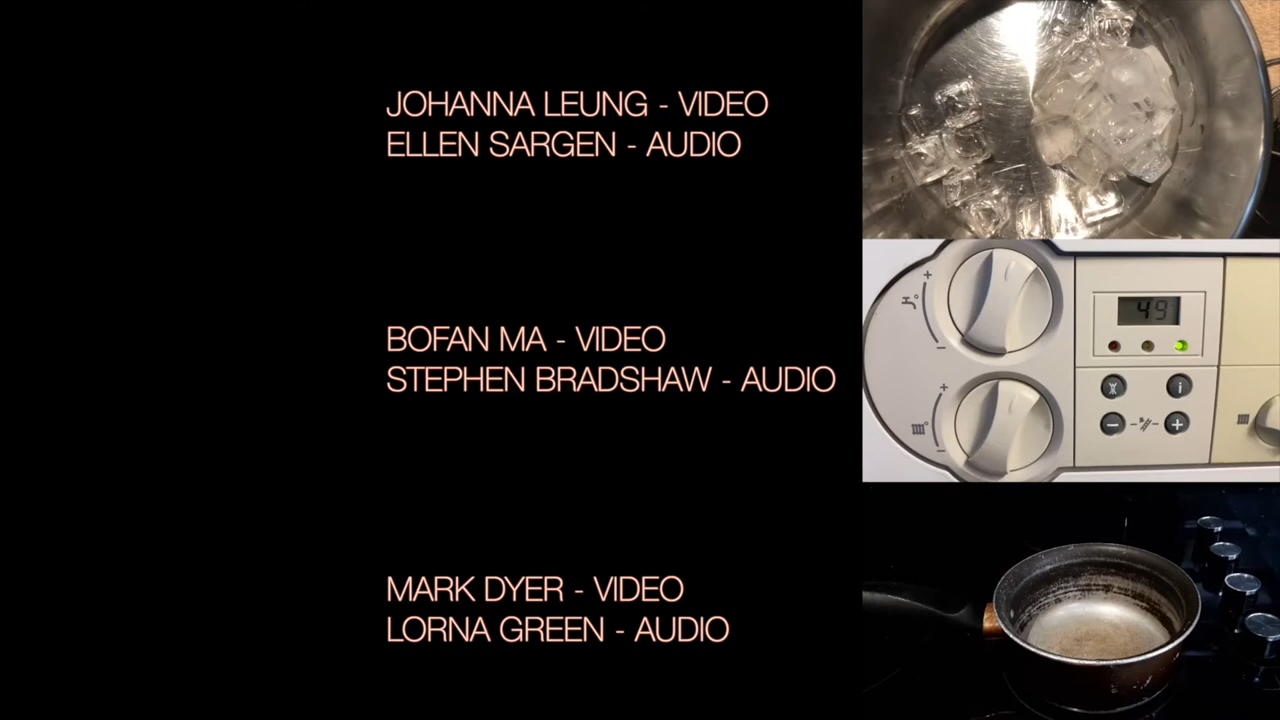 JOHANNA LEUNG - VIDEO
ELLEN SARGEN - AUDIO
BOFAN MA - VIDEO
STEPHEN BRADSHAW - AUDIO
49
MARK DYER - VIDEO
LORNA GREEN - AUDIO